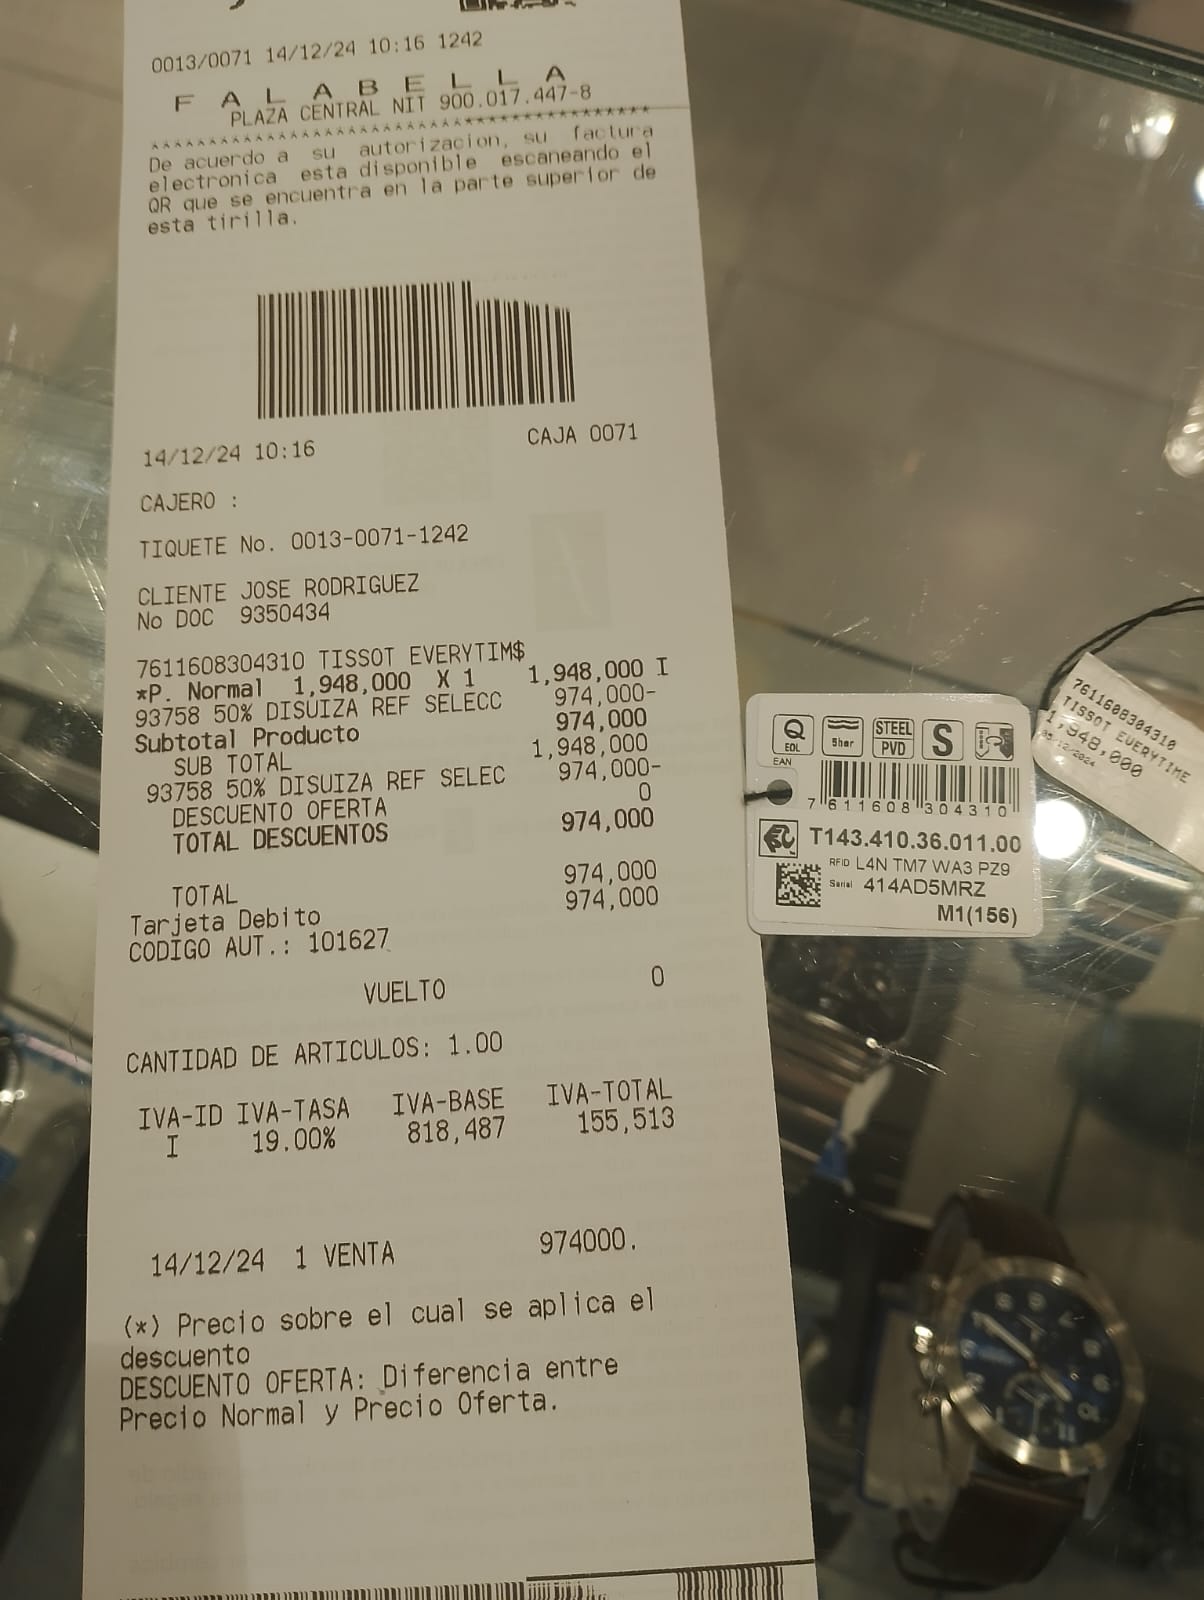 0013/0071 14/12/24 10:16 1242
F A L A B E L L A
PLAZA CENTRAL NIT 900.017.447-8
De acuerdo a su autorizacion, su factura
electronica esta disponible escaneando el
QR que se encuentra en la parte superior de
esta tirilla.
14/12/24 10:16 CAJA 0071
CAJERO :
TIQUETE No. 0013-0071-1242
CLIENTE JOSE RODRIGUEZ
No DOC 9350434
7611608304310 TISSOT EVERYTIM$
*P. Normal 1,948,000 X 1 1,948,000 I
93758 50% DISUIZA REF SELECC 974,000-
Subtotal Producto 974,000
SUB TOTAL 1,948,000
93758 50% DISUIZA REF SELEC 974,000-
DESCUENTO OFERTA 0
TOTAL DESCUENTOS 974,000
TOTAL 974,000
Tarjeta Debito 974,000
CODIGO AUT.: 101627
VUELTO 0
CANTIDAD DE ARTICULOS: 1.00
IVA-ID IVA-TASA IVA-BASE IVA-TOTAL
I 19.00% 818,487 155,513
14/12/24 1 VENTA 974000.
(*) Precio sobre el cual se aplica el
descuento
DESCUENTO OFERTA: Diferencia entre
Precio Normal y Precio Oferta.
Q EOL 5bar STEEL PVD S
EAN
7 611608 304310
T143.410.36.011.00
RFID L4N TM7 WA3 PZ9
Serial 414AD5MRZ
M1(156)
7611608304310
TISSOT EVERYTIME
1,948,000